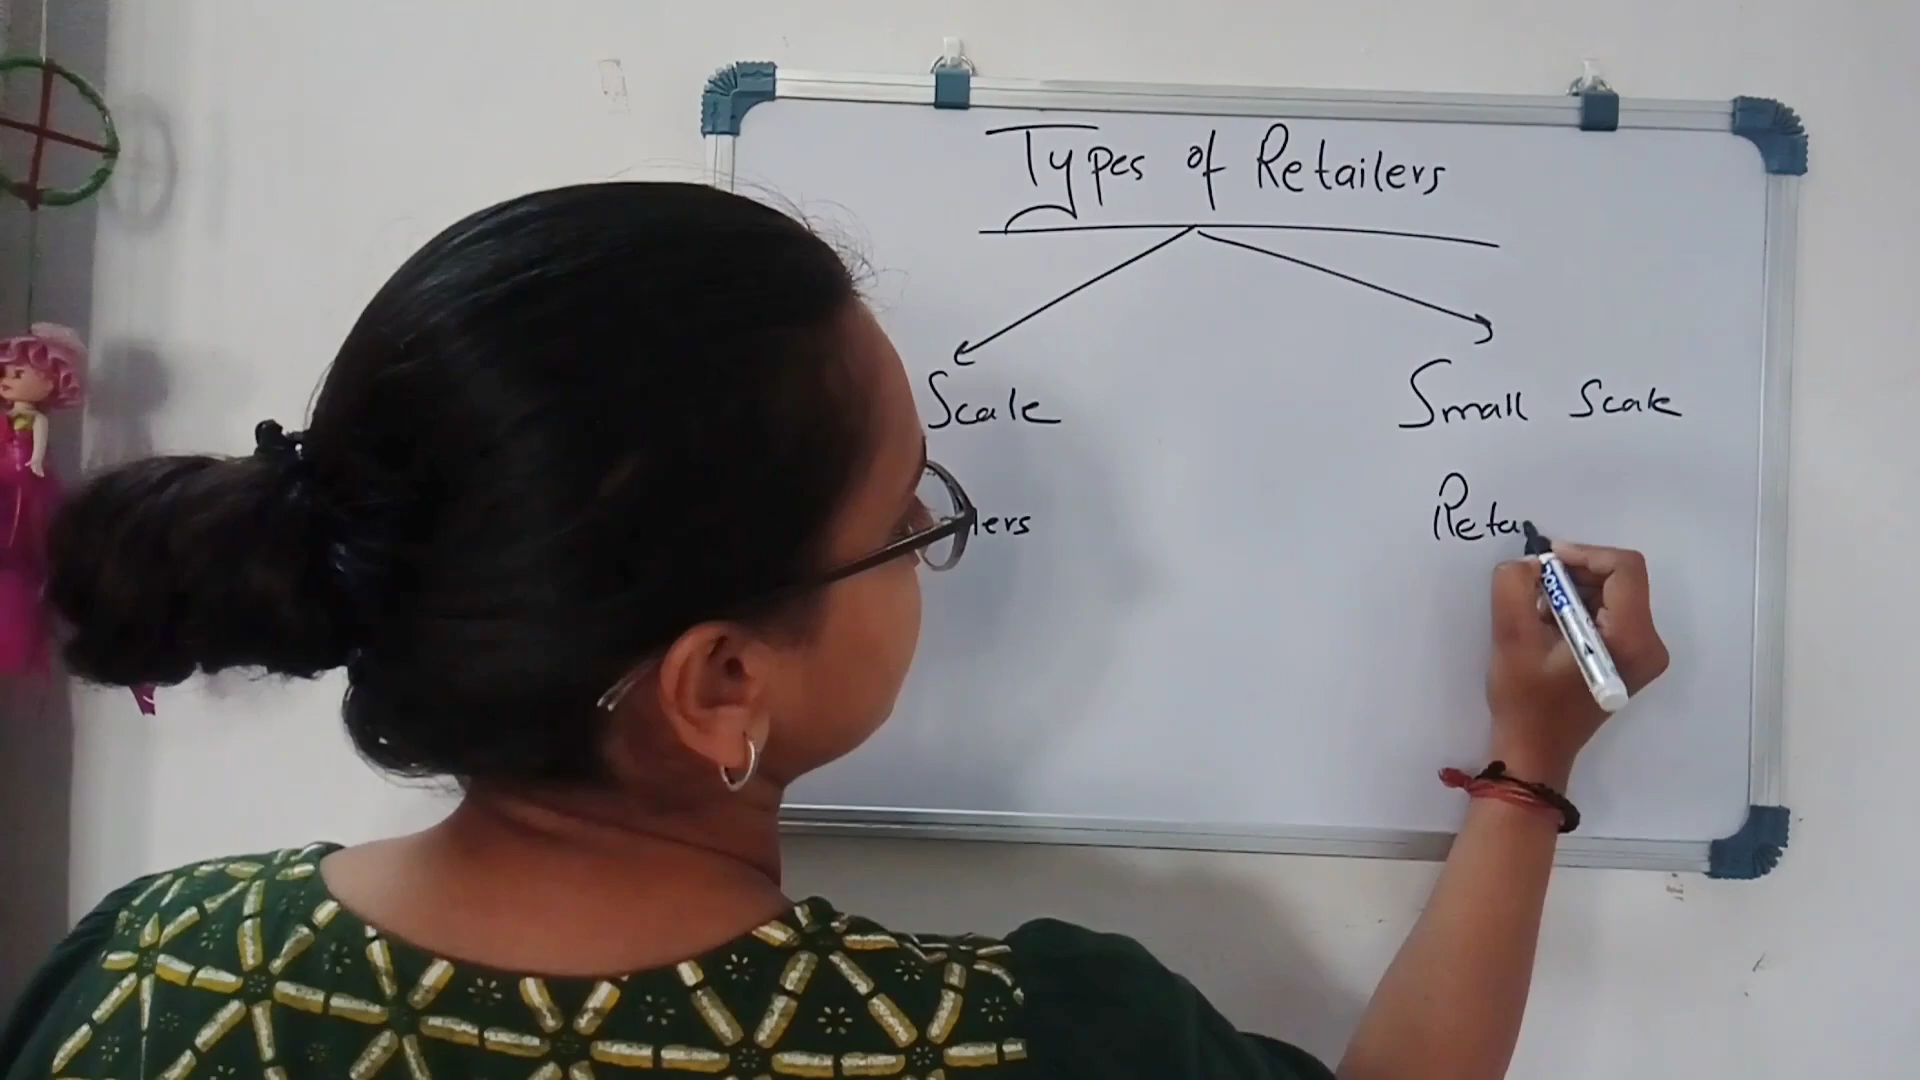 Types of Retailers
Scale
Small Scale
lers
Reta